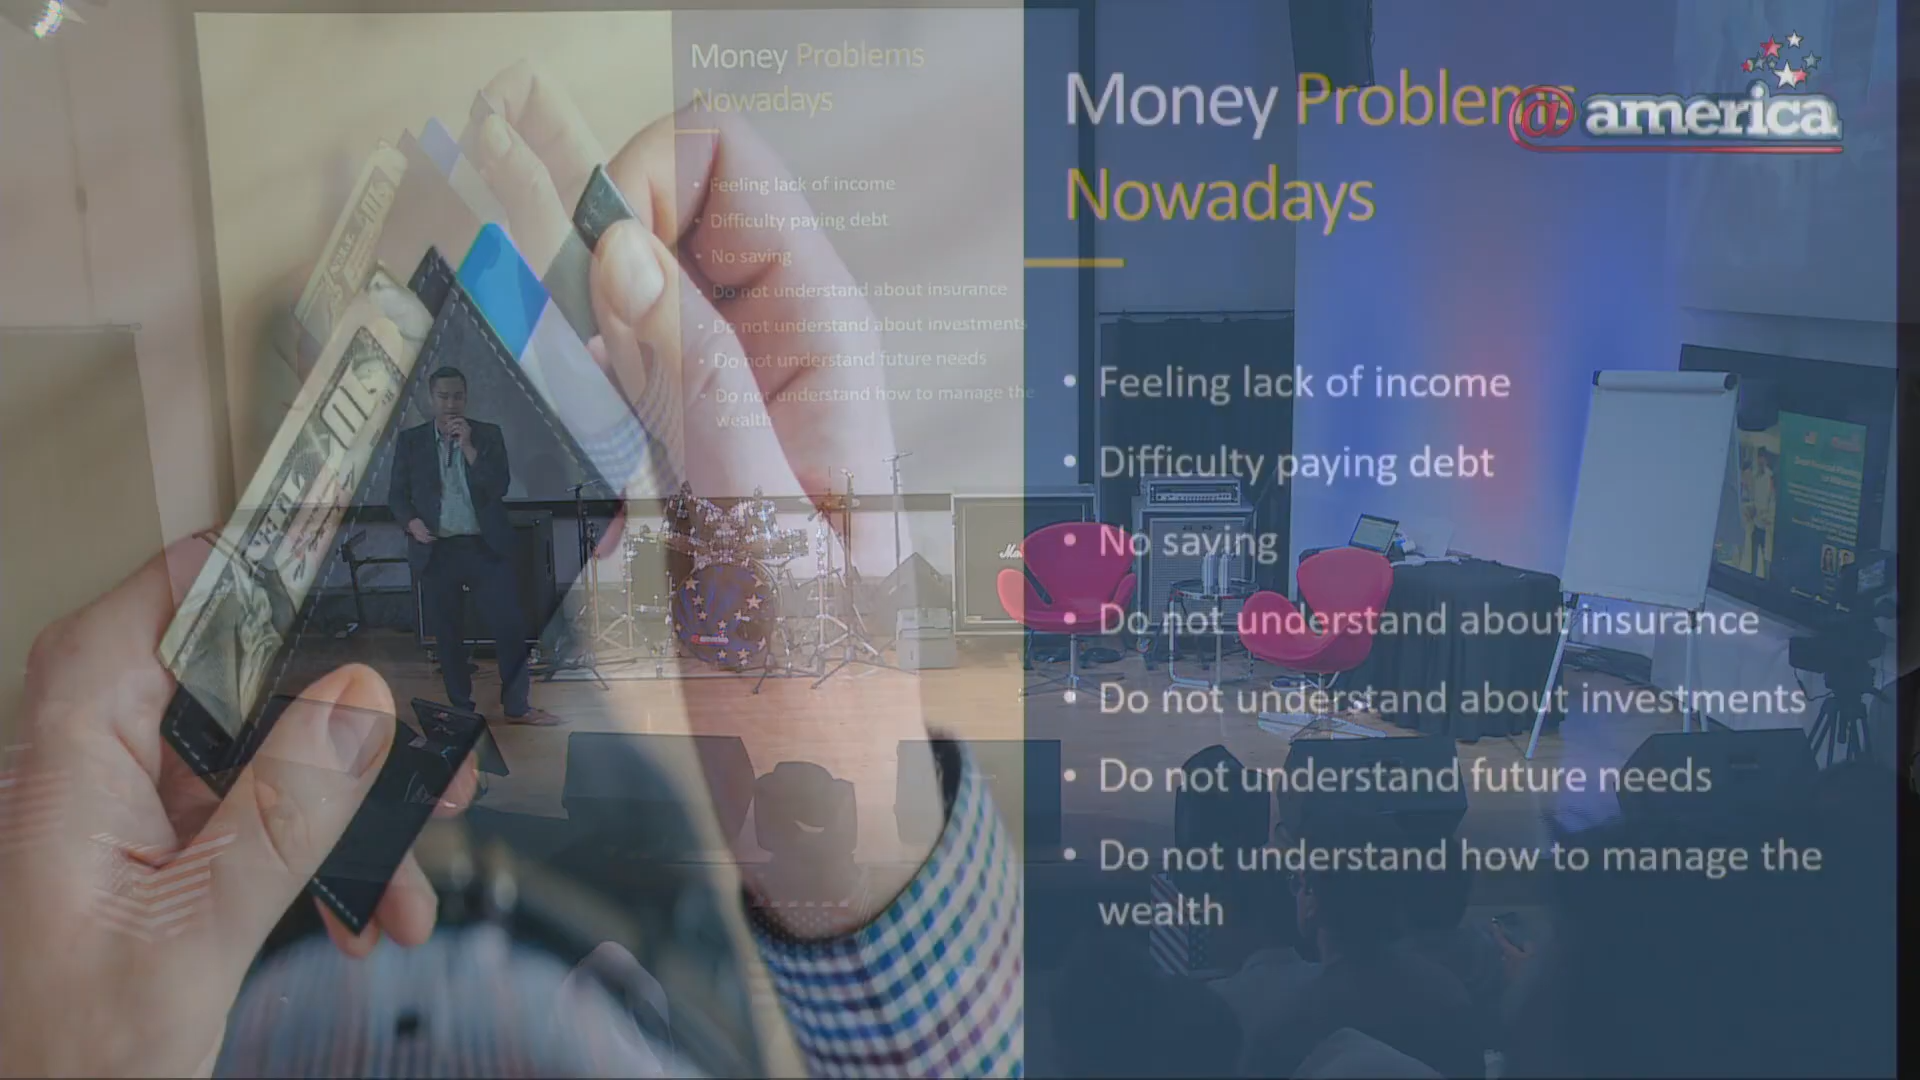 Money Problems
Nowadays
• Feeling lack of income
• Difficulty paying debt
• No saving
• Do not understand about insurance
• Do not understand about investments
• Do not understand future needs
• Do not understand how to manage the
wealth
Money Problems
Nowadays
@america
• Feeling lack of income
• Difficulty paying debt
• No saving
• Do not understand about insurance
• Do not understand about investments
• Do not understand future needs
• Do not understand how to manage the
wealth
@america